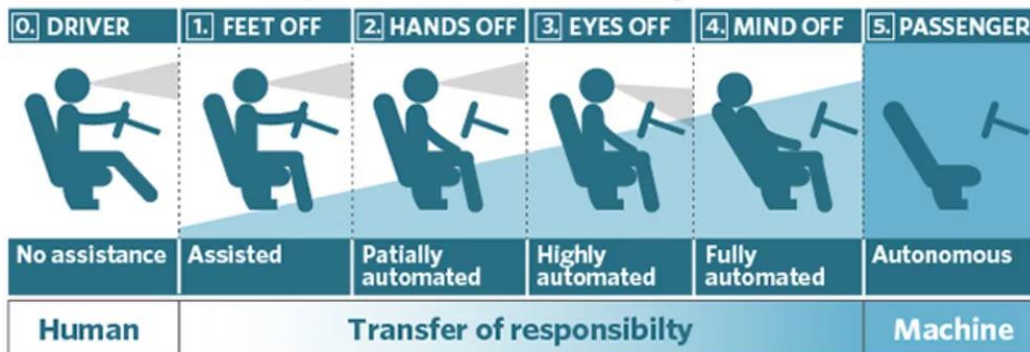 0. DRIVER
1. FEET OFF
2. HANDS OFF
3. EYES OFF
4. MIND OFF
5. PASSENGER
No assistance
Assisted
Patially
automated
Highly
automated
Fully
automated
Autonomous
Human
Transfer of responsibilty
Machine